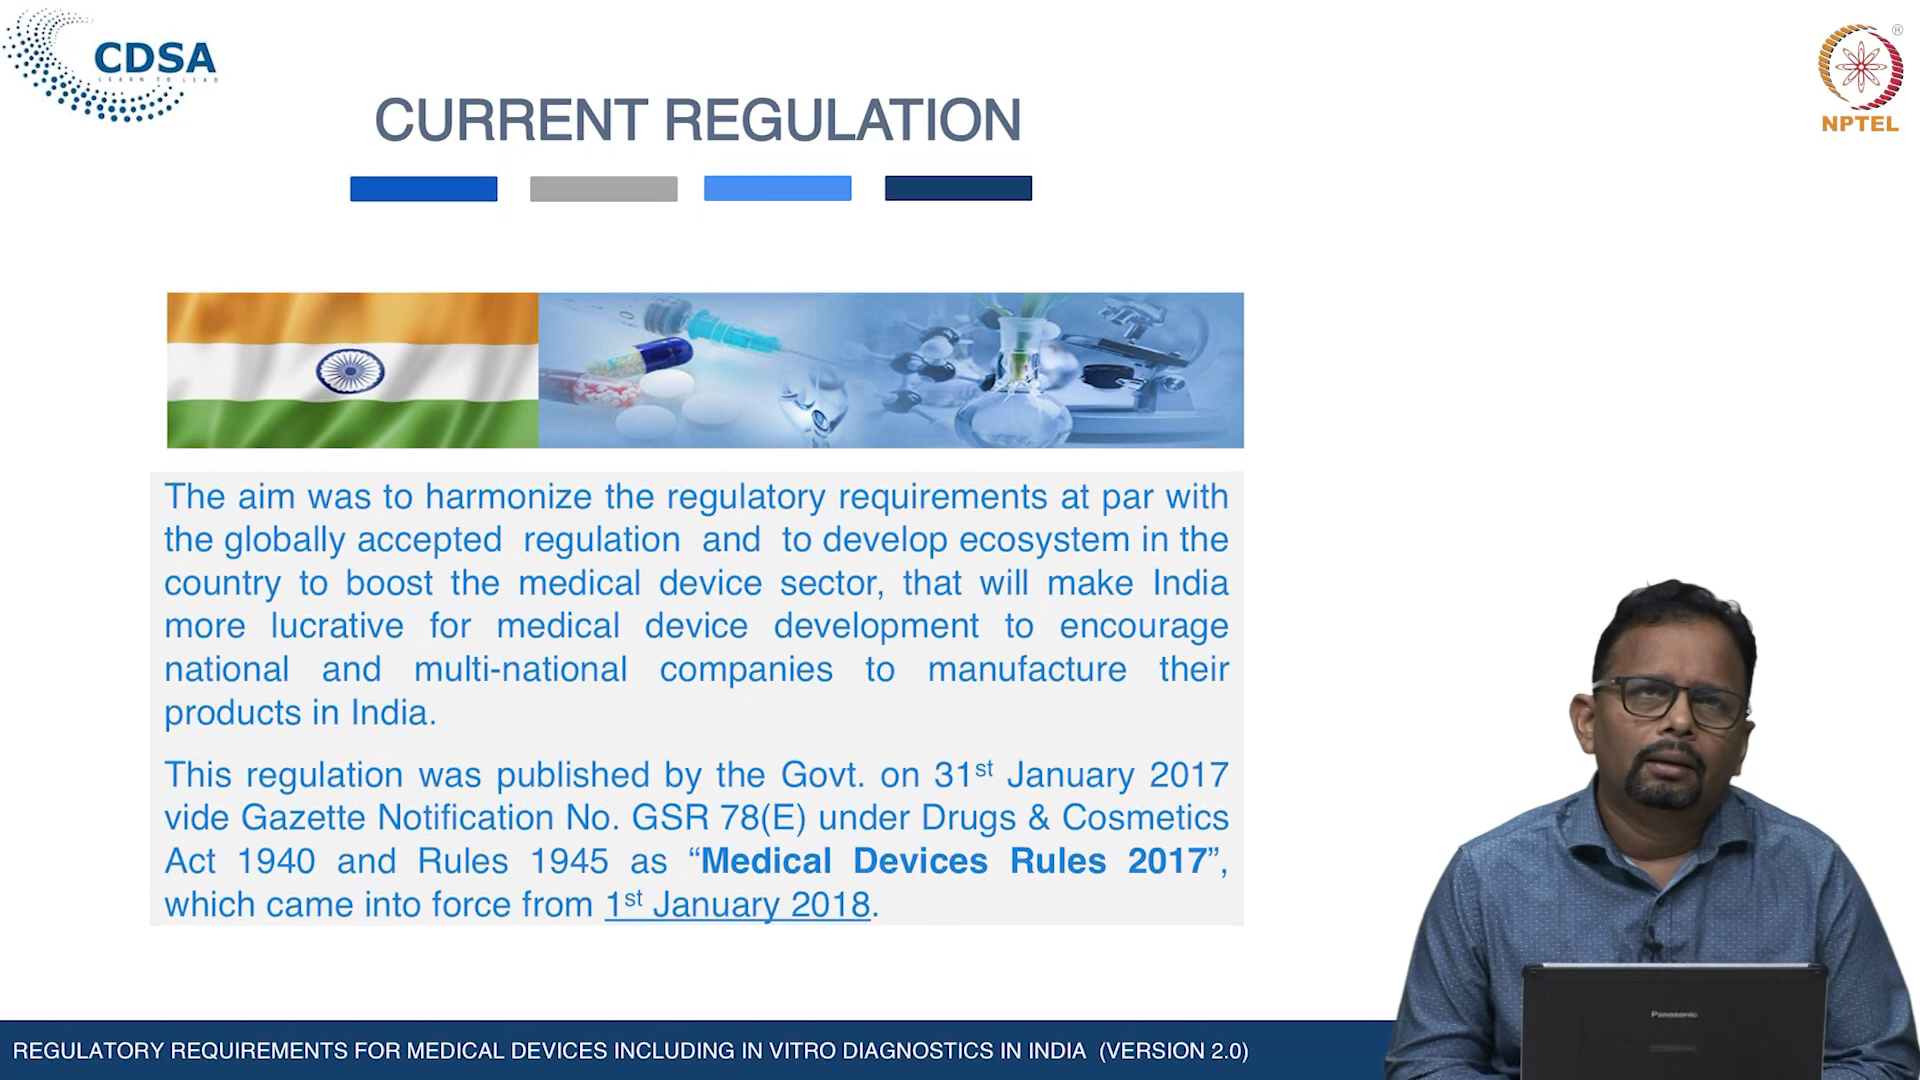 CDSA
LEARN TO LEAD
®
NPTEL
CURRENT REGULATION
The aim was to harmonize the regulatory requirements at par with
the globally accepted regulation and to develop ecosystem in the
country to boost the medical device sector, that will make India
more lucrative for medical device development to encourage
national and multi-national companies to manufacture their
products in India.
This regulation was published by the Govt. on 31st January 2017
vide Gazette Notification No. GSR 78(E) under Drugs & Cosmetics
Act 1940 and Rules 1945 as “Medical Devices Rules 2017”,
which came into force from 1st January 2018.
Panasonic
REGULATORY REQUIREMENTS FOR MEDICAL DEVICES INCLUDING IN VITRO DIAGNOSTICS IN INDIA (VERSION 2.0)